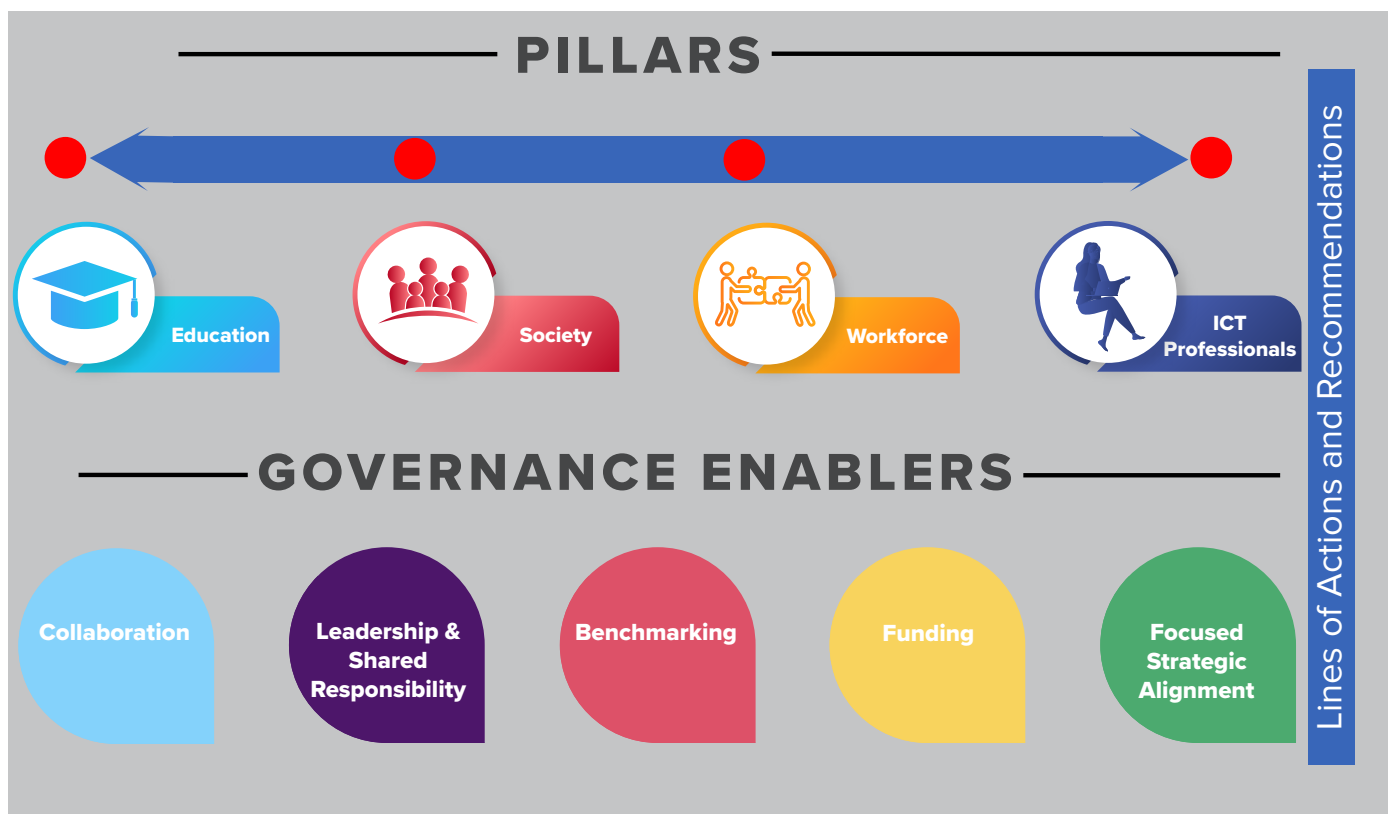 PILLARS
Education
Society
Workforce
ICT
Professionals
GOVERNANCE ENABLERS
Collaboration
Leadership &
Shared
Responsibility
Benchmarking
Funding
Focused
Strategic
Alignment
Lines of Actions and Recommendations